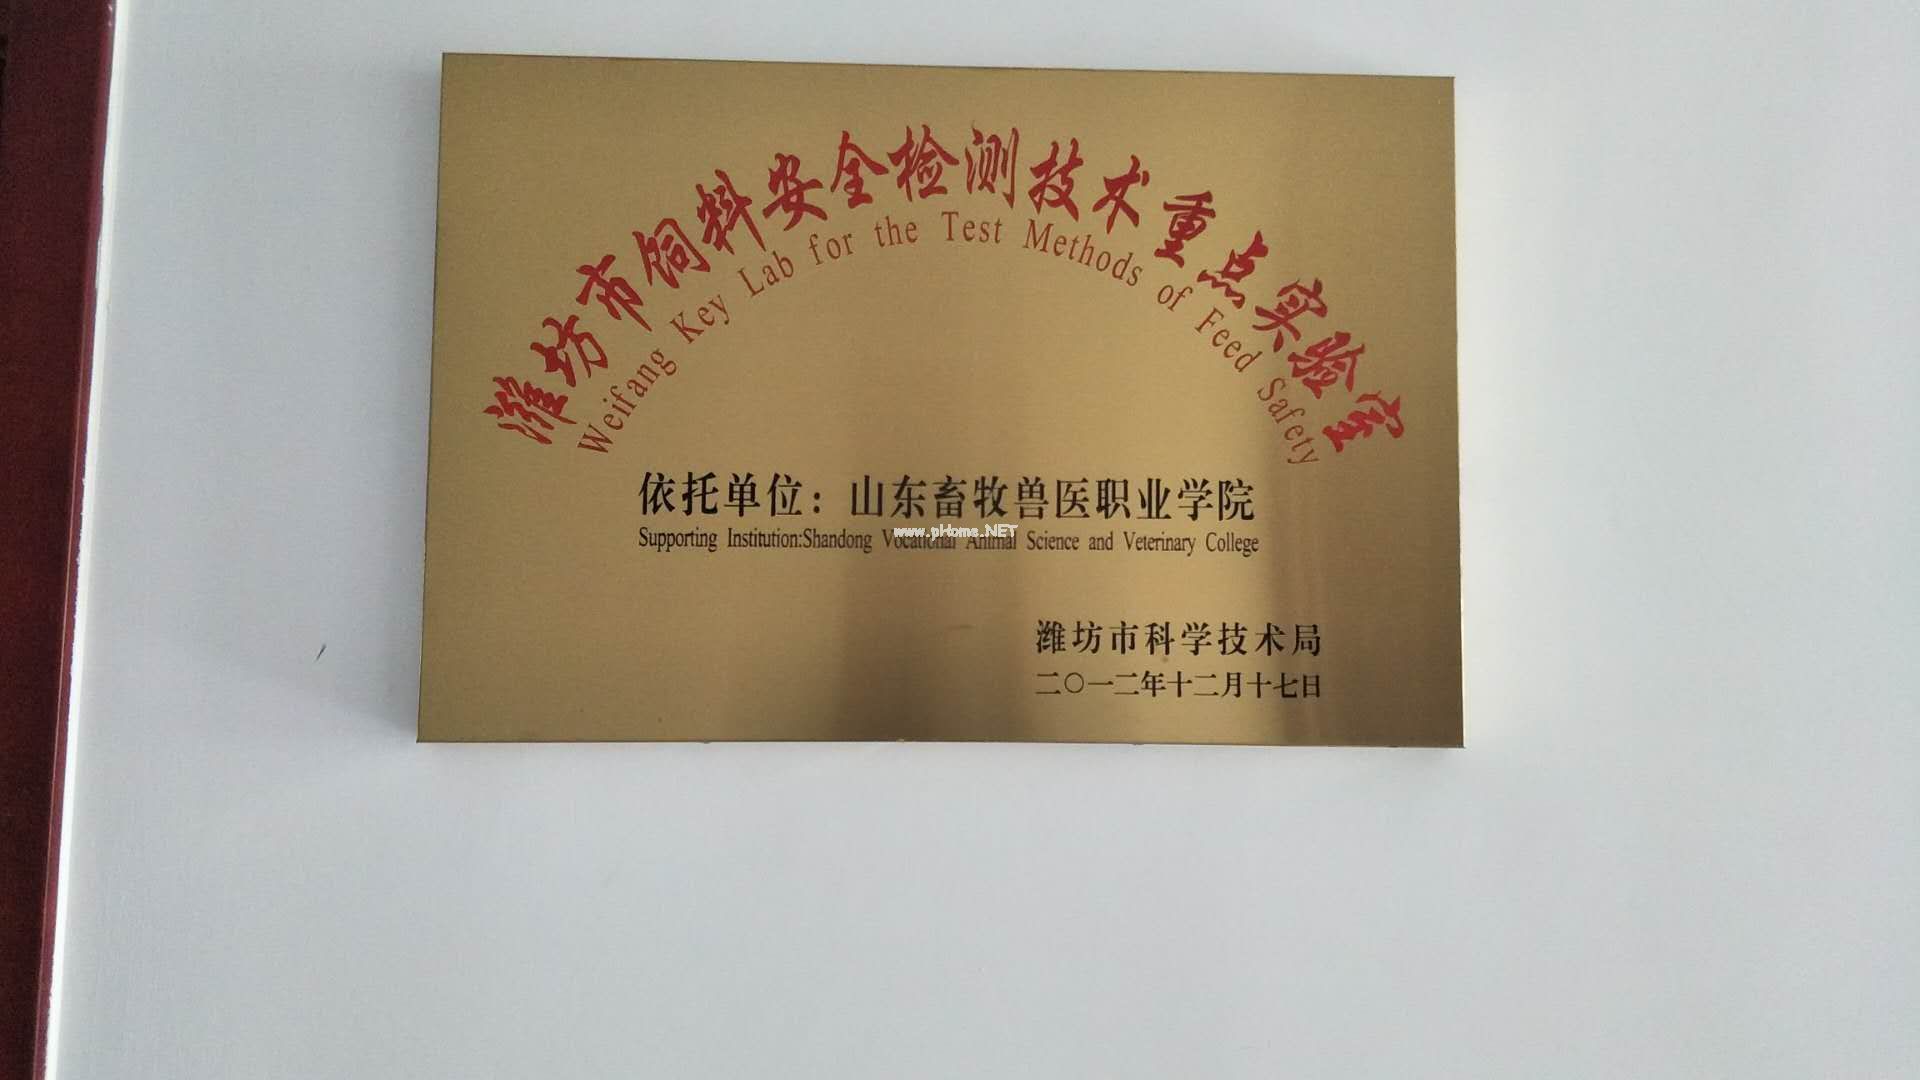 潍坊市饲料安全检测技术重点实验室
Weifang Key Lab for the Test Methods of Feed Safety
依托单位：山东畜牧兽医职业学院
www.pHome.NET
Supporting Institution:Shandong Vocational Animal Science and Veterinary College
潍坊市科学技术局
二〇一二年十二月十七日